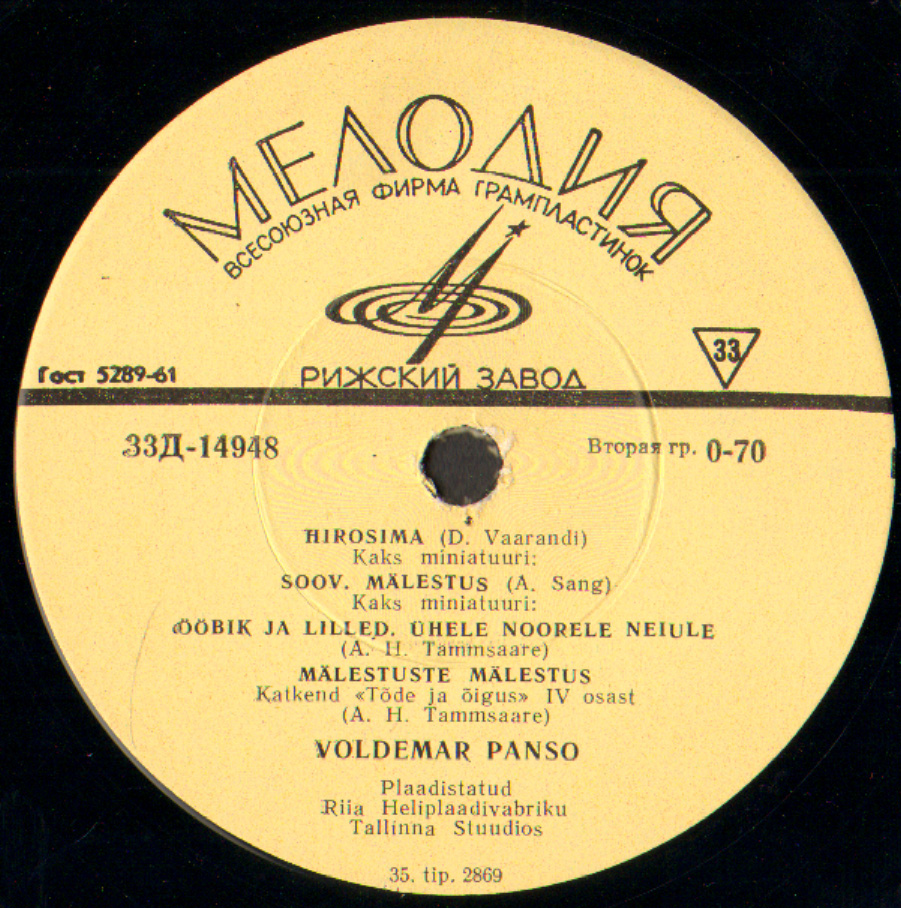 МЕЛОДИЯ
ВСЕСОЮЗНАЯ ФИРМА ГРАМПЛАСТИНОК
33
Гост 5289-61
РИЖСКИЙ ЗАВОД
33Д-14948
Вторая гр. 0-70
HIROSIMA (D. Vaarandi)
Kaks miniatuuri:
SOOV. MÄLESTUS (A. Sang)
Kaks miniatuuri:
ÖÖBIK JA LILLED. ÜHELE NOORELE NEIULE
(A. H. Tammsaare)
MÄLESTUSTE MÄLESTUS
Katkend «Tõde ja õigus» IV osast
(A. H. Tammsaare)
VOLDEMAR PANSO
Plaadistatud
Riia Heliplaadivabriku
Tallinna Stuudios
35. tip. 2869